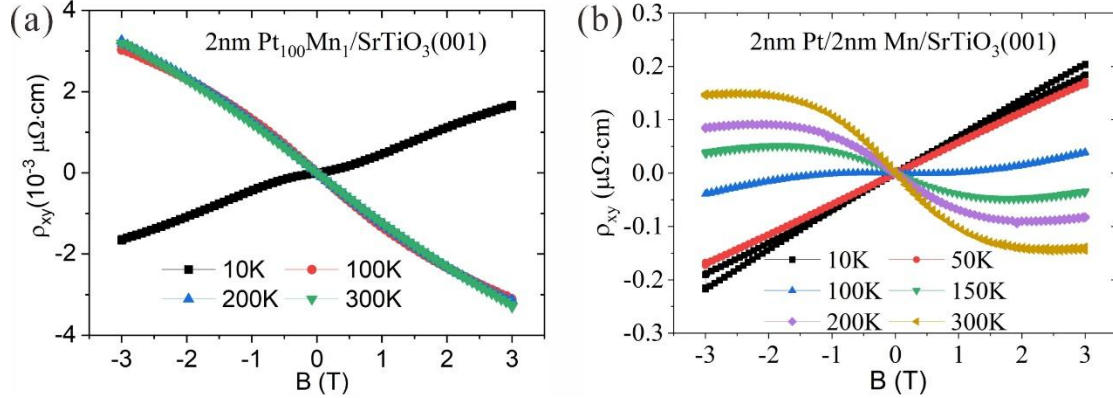 (a)
2nm Pt₁₀₀Mn₁/SrTiO₃(001)
ρxy(10⁻³ μΩ·cm)
2
0
-2
-4
10K
100K
200K
300K
-3 -2 -1 0 1 2 3
B (T)
(b)
2nm Pt/2nm Mn/SrTiO₃(001)
ρxy (μΩ·cm)
0.3
0.2
0.1
0.0
-0.1
-0.2
-0.3
10K
50K
100K
150K
200K
300K
-3 -2 -1 0 1 2 3
B (T)